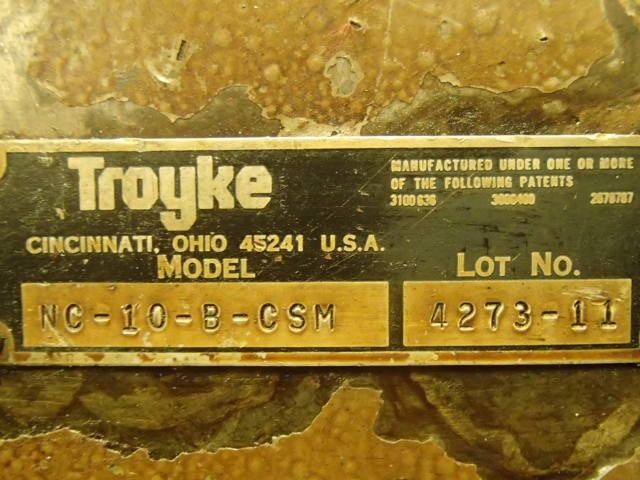 Troyke
CINCINNATI, OHIO 45241 U.S.A.
MANUFACTURED UNDER ONE OR MORE
OF THE FOLLOWING PATENTS
3100636
MODEL
LOT NO.
NC-10-B-CSM
4273-11